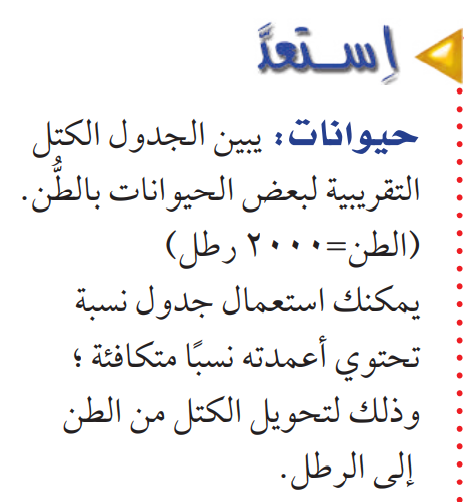 اِستعدَّ
حيوانات: يبين الجدول الكتل
التقريبية لبعض الحيوانات بالطُّن.
(الطن=٢٠٠٠ رطل)
يمكنك استعمال جدول نسبة
تحتوي أعمدته نسبًا متكافئة ؛
وذلك لتحويل الكتل من الطن
إلى الرطل.